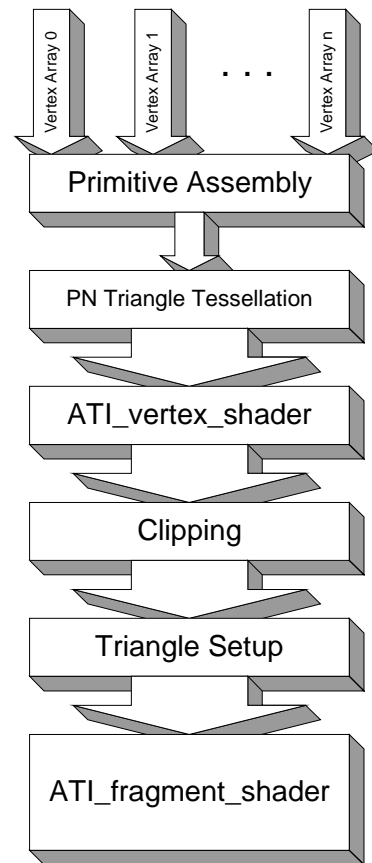 Vertex Array 0
Vertex Array 1
. . .
Vertex Array n
Primitive Assembly
PN Triangle Tessellation
ATI_vertex_shader
Clipping
Triangle Setup
ATI_fragment_shader